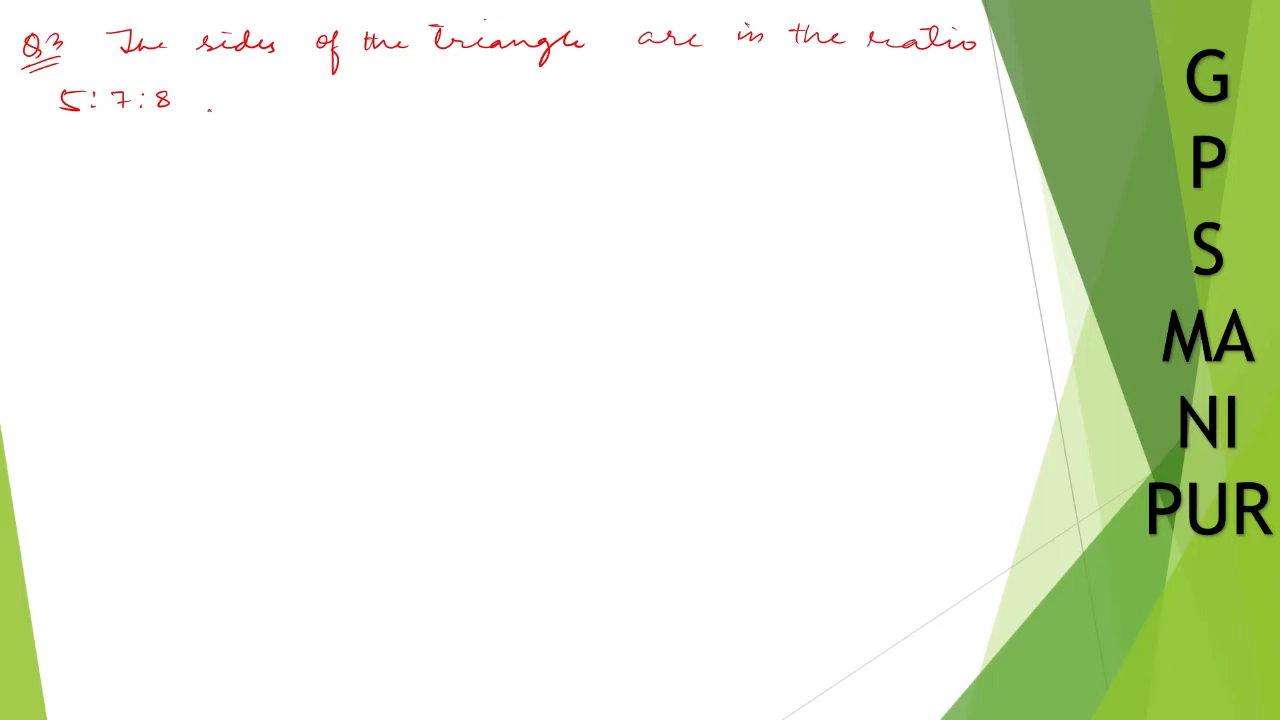 Q3 The sides of the triangle are in the ratio
5:7:8 .
G
P
S
MA
NI
PUR